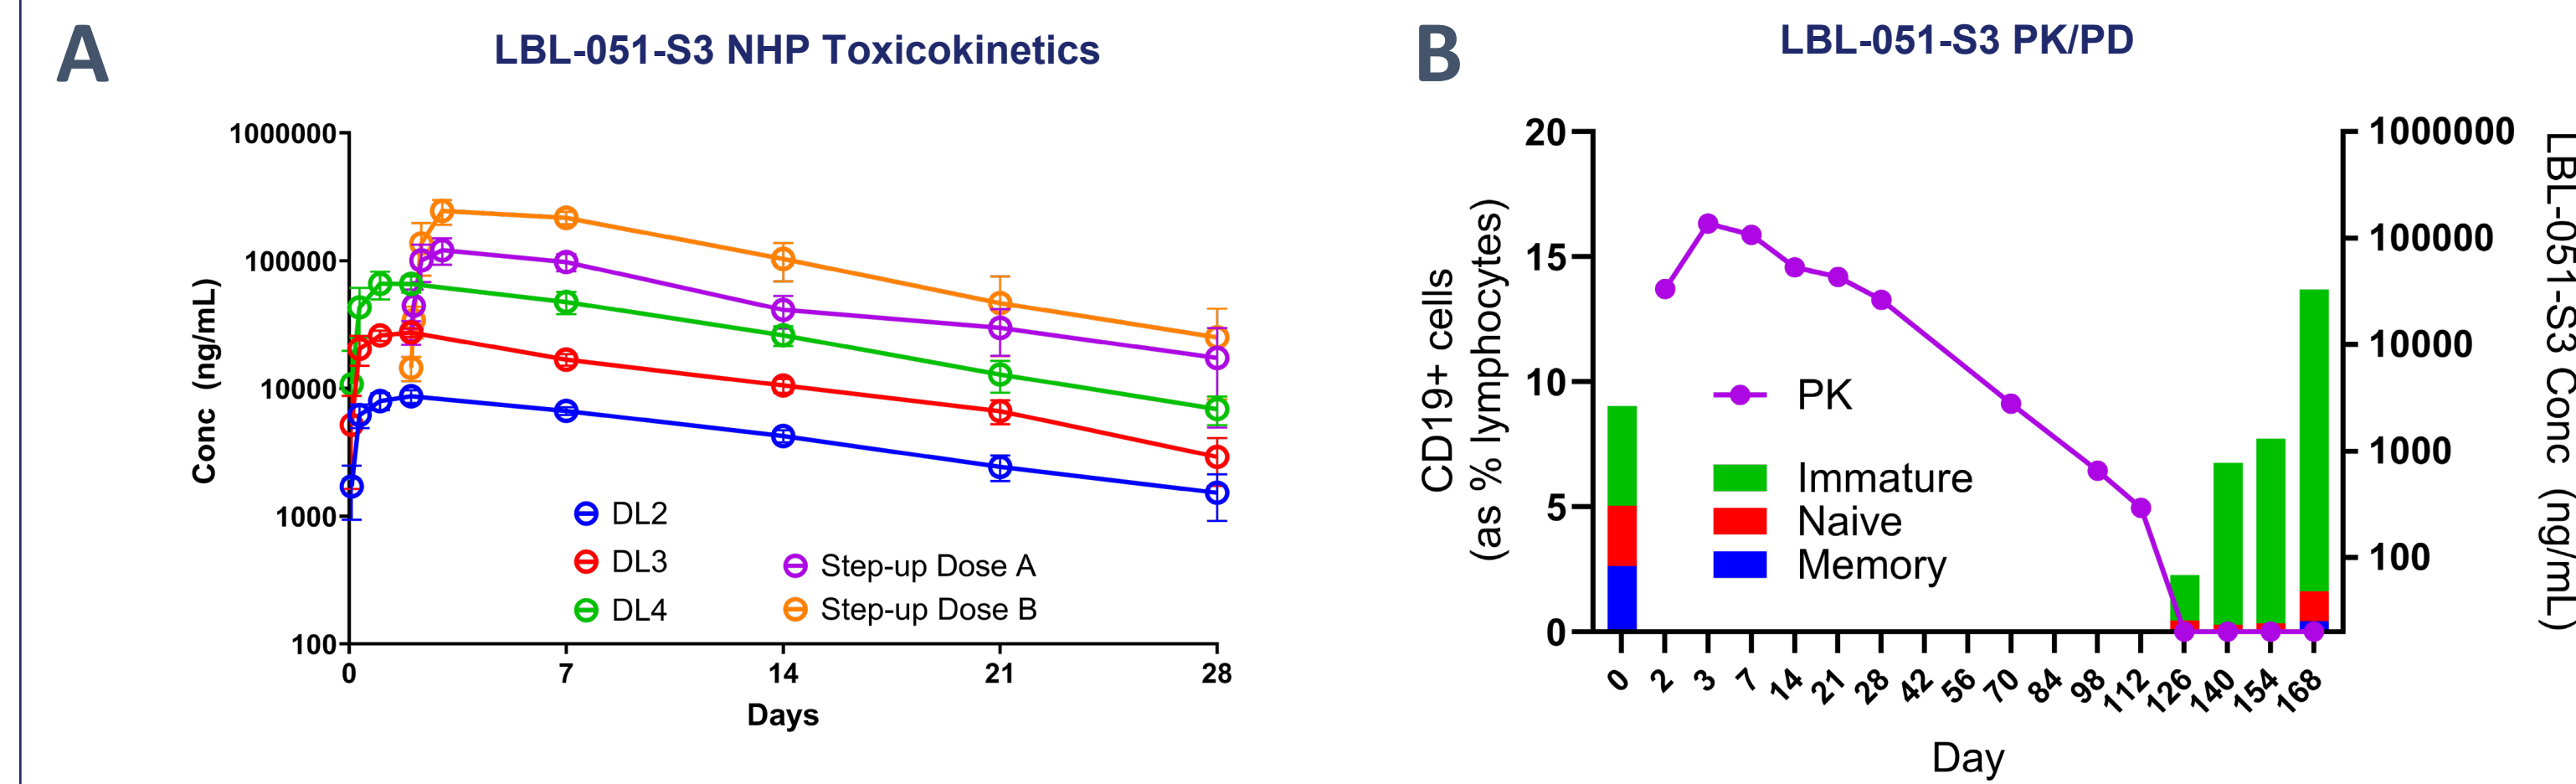 A
LBL-051-S3 NHP Toxicokinetics
Conc (ng/mL)
1000000
100000
10000
1000
100
0 7 14 21 28
Days
DL2
DL3
DL4
Step-up Dose A
Step-up Dose B
B
LBL-051-S3 PK/PD
CD19+ cells
(as % lymphocytes)
20
15
10
5
0
PK
Immature
Naive
Memory
1000000
100000
10000
1000
100
LBL-051-S3 Conc (ng/mL)
0 2 3 7 14 21 28 42 56 70 84 98 112 126 140 154 168
Day